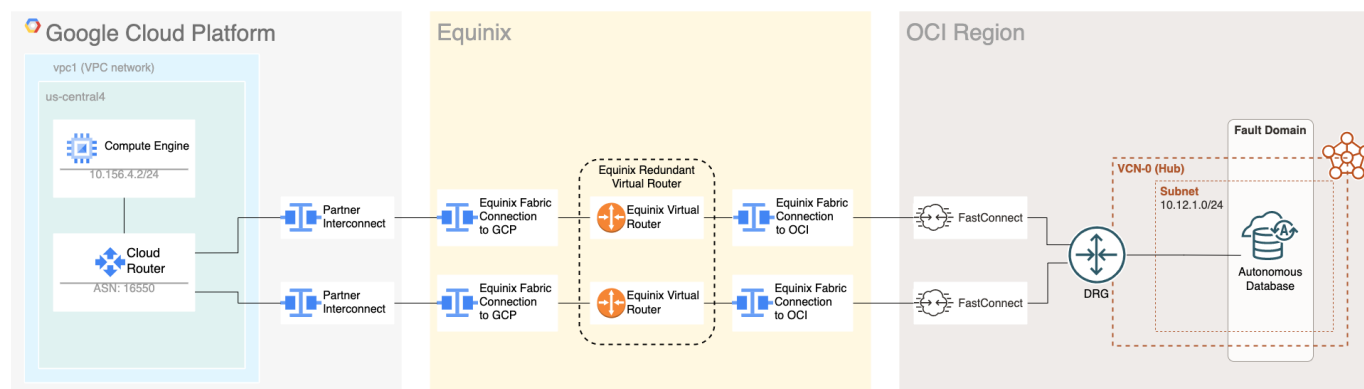 Google Cloud Platform
vpc1 (VPC network)
us-central4
Compute Engine
10.156.4.2/24
Cloud
Router
ASN: 16550
Partner
Interconnect
Partner
Interconnect
Equinix
Equinix Fabric
Connection
to GCP
Equinix Fabric
Connection
to GCP
Equinix Redundant
Virtual Router
Equinix Virtual
Router
Equinix Virtual
Router
Equinix Fabric
Connection to
OCI
Equinix Fabric
Connection to
OCI
OCI Region
FastConnect
FastConnect
DRG
VCN-0 (Hub)
Subnet
10.12.1.0/24
Fault Domain
A
Autonomous
Database